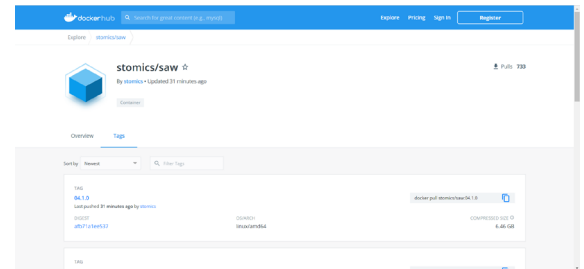 dockerhub Search for great content (e.g., mysql) Explore Pricing Sign In Register
Explore stomics/saw
stomics/saw
Pulls 733
By stomics • Updated 31 minutes ago
Container
Overview Tags
Sort by Newest Filter Tags
TAG
04.1.0
docker pull stomics/saw:04.1.0
Last pushed 31 minutes ago by stomics
DIGEST OS/ARCH COMPRESSED SIZE
linux/amd64 6.46 GB
TAG